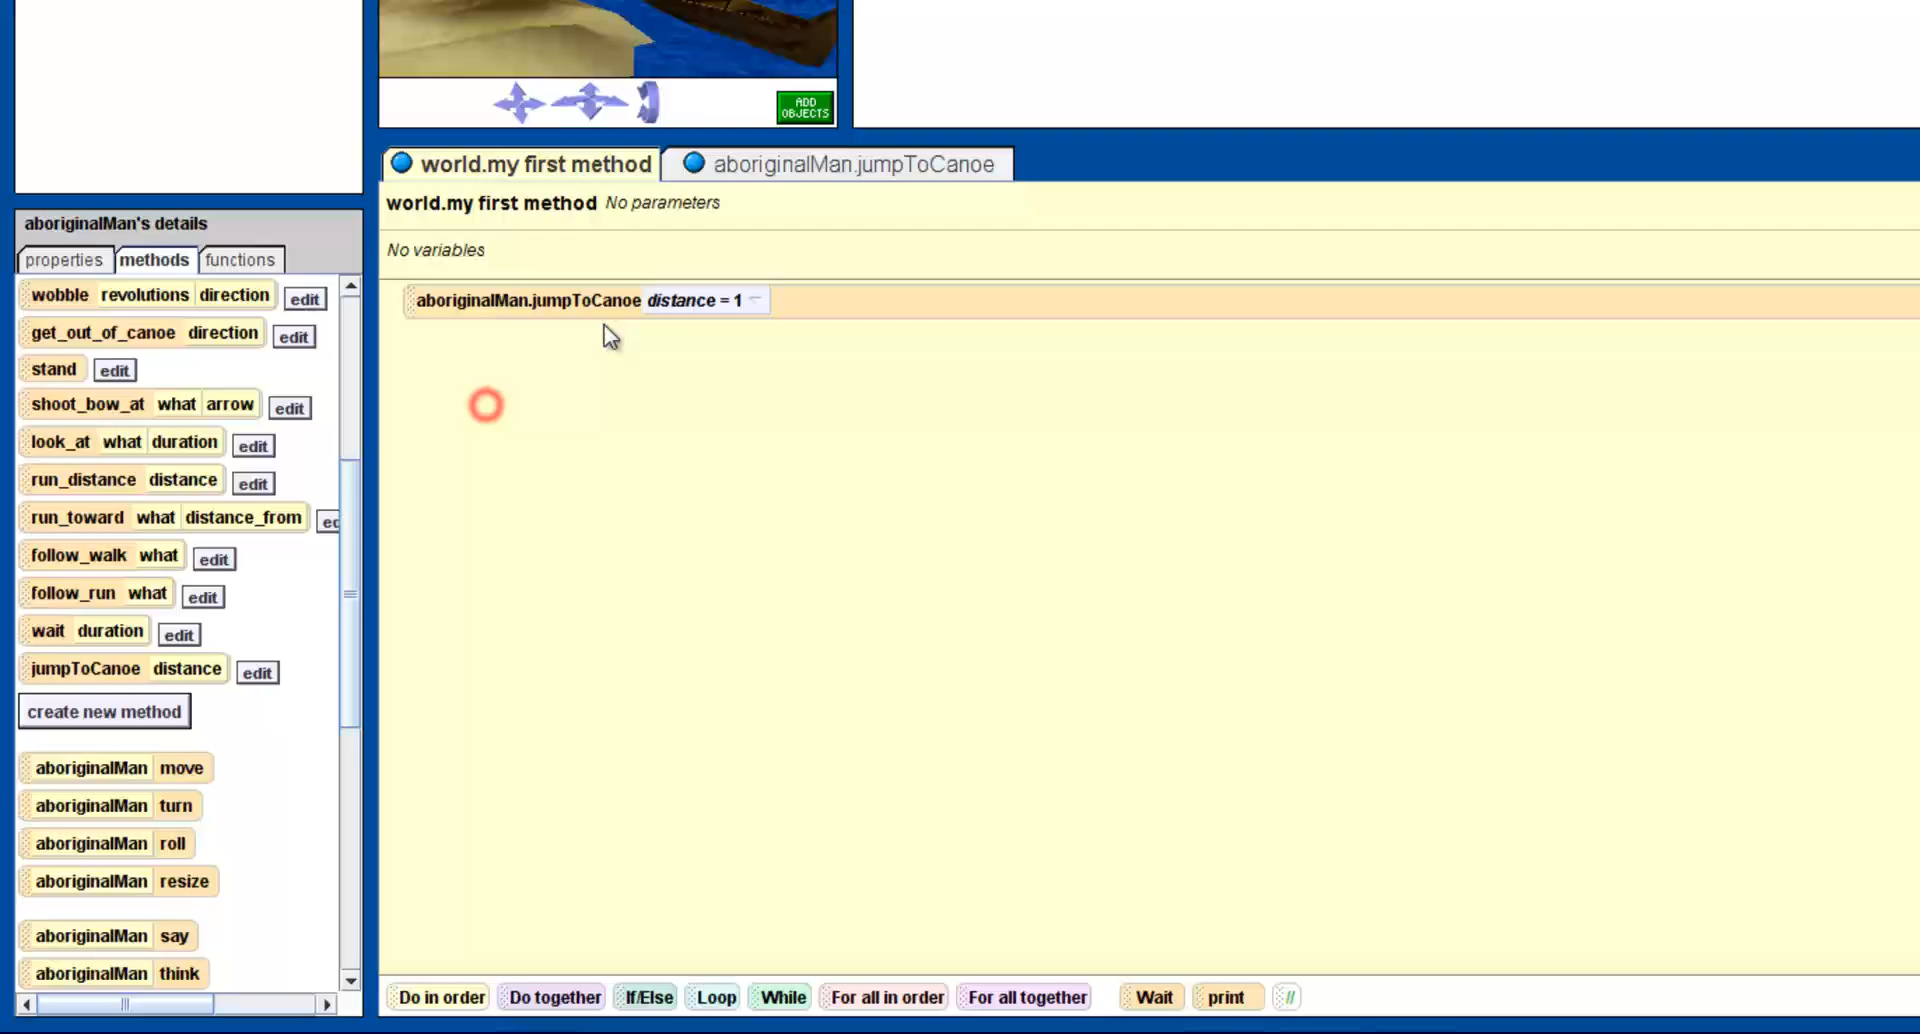 ADD
OBJECTS
world.my first method
aboriginalMan.jumpToCanoe
world.my first method No parameters
No variables
aboriginalMan.jumpToCanoe distance = 1
aboriginalMan's details
properties methods functions
wobble revolutions direction edit
get_out_of_canoe direction edit
stand edit
shoot_bow_at what arrow edit
look_at what duration edit
run_distance distance edit
run_toward what distance_from ed
follow_walk what edit
follow_run what edit
wait duration edit
jumpToCanoe distance edit
create new method
aboriginalMan move
aboriginalMan turn
aboriginalMan roll
aboriginalMan resize
aboriginalMan say
aboriginalMan think
Do in order Do together If/Else Loop While For all in order For all together Wait print //